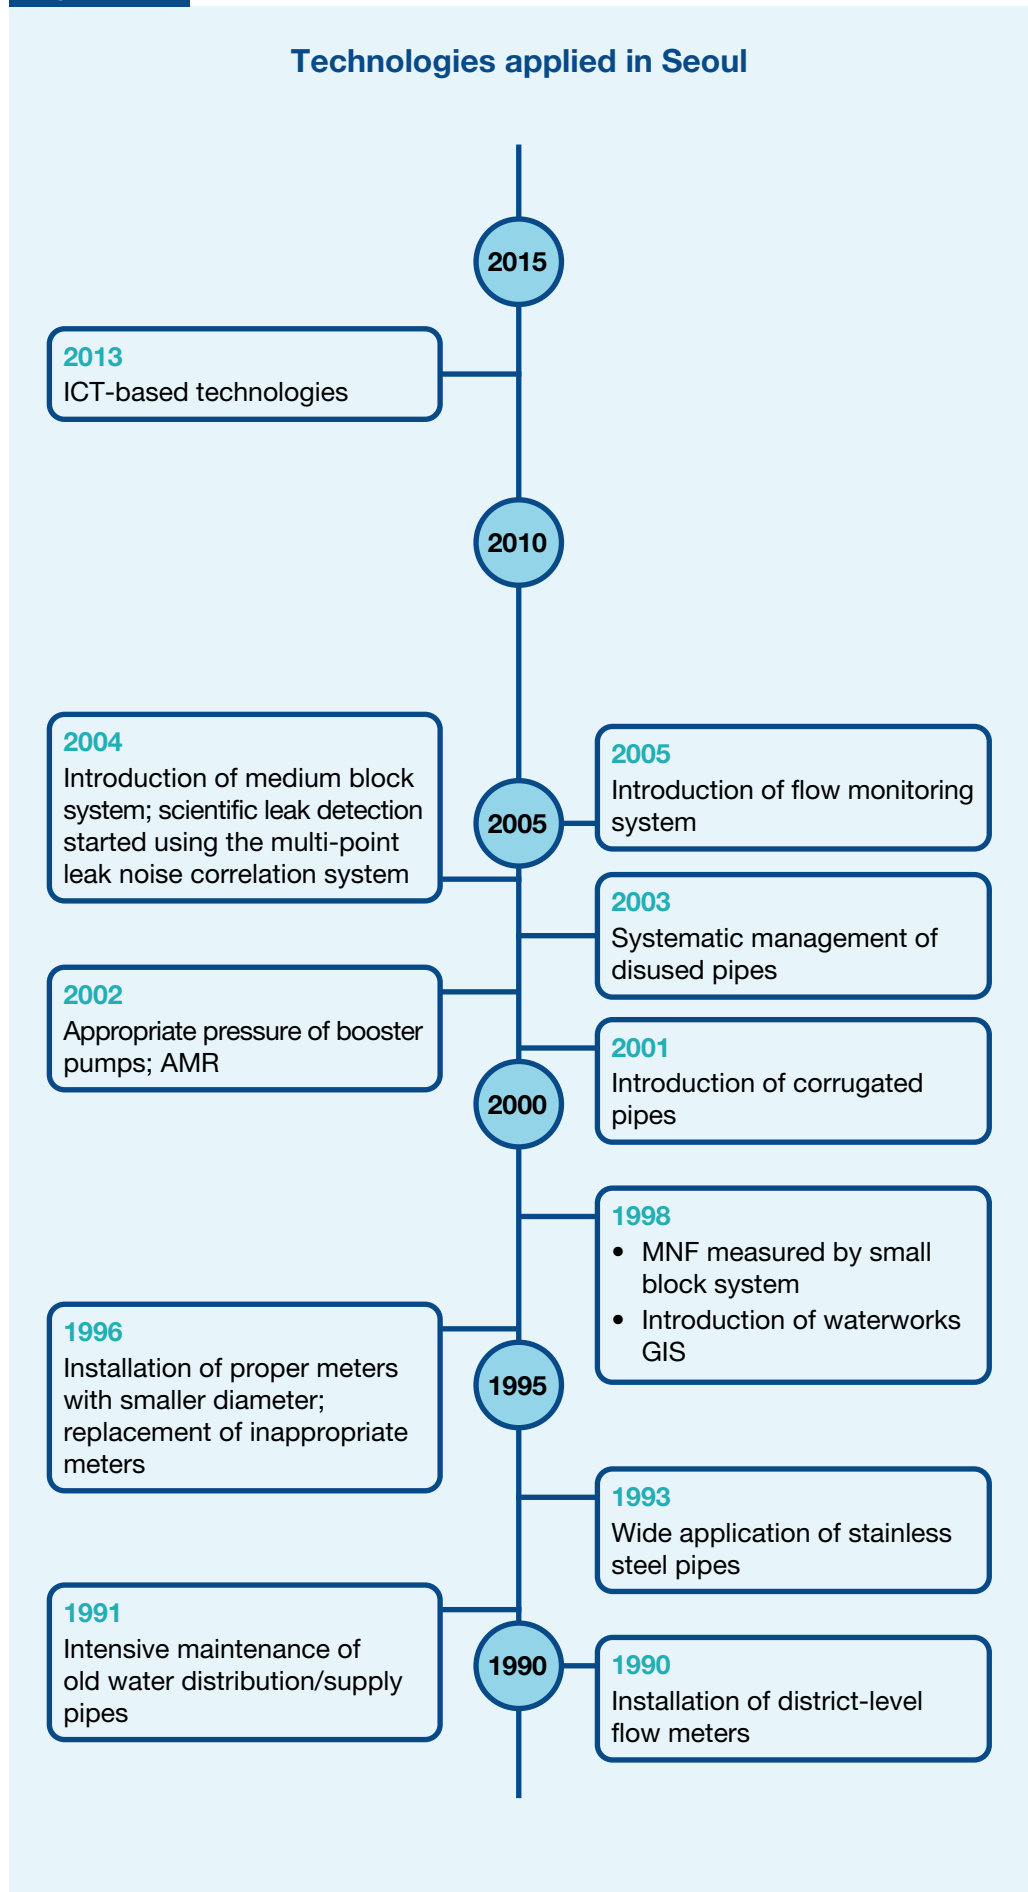 Technologies applied in Seoul
2015
2013
ICT-based technologies
2010
2004
Introduction of medium block
system; scientific leak detection
started using the multi-point
leak noise correlation system
2005
2005
Introduction of flow monitoring
system
2003
Systematic management of
disused pipes
2002
Appropriate pressure of booster
pumps; AMR
2001
Introduction of corrugated
pipes
2000
1998
• MNF measured by small
block system
• Introduction of waterworks
GIS
1996
Installation of proper meters
with smaller diameter;
replacement of inappropriate
meters
1995
1993
Wide application of stainless
steel pipes
1991
Intensive maintenance of
old water distribution/supply
pipes
1990
1990
Installation of district-level
flow meters